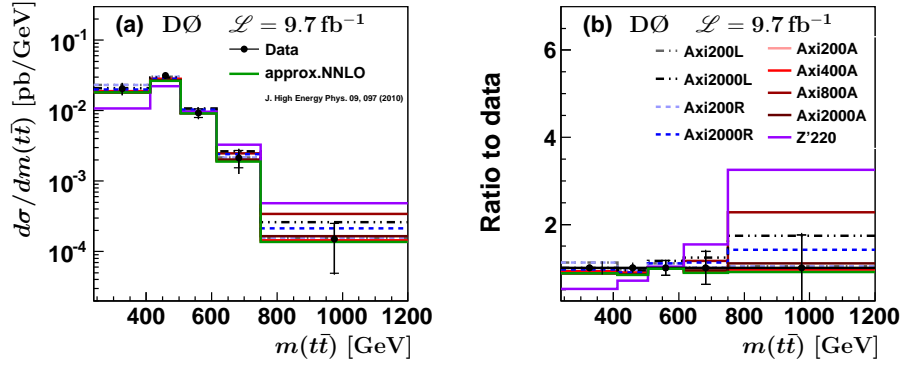 (a) DØ ℒ = 9.7 fb⁻¹
Data
approx.NNLO
J. High Energy Phys. 09, 097 (2010)
dσ/dm(tt̄) [pb/GeV]
10⁻¹
10⁻²
10⁻³
10⁻⁴
400 600 800 1000 1200
m(tt̄) [GeV]
(b) DØ ℒ = 9.7 fb⁻¹
Axi200L
Axi2000L
Axi200R
Axi2000R
Axi200A
Axi400A
Axi800A
Axi2000A
Z'220
Ratio to data
6
4
2
400 600 800 1000 1200
m(tt̄) [GeV]